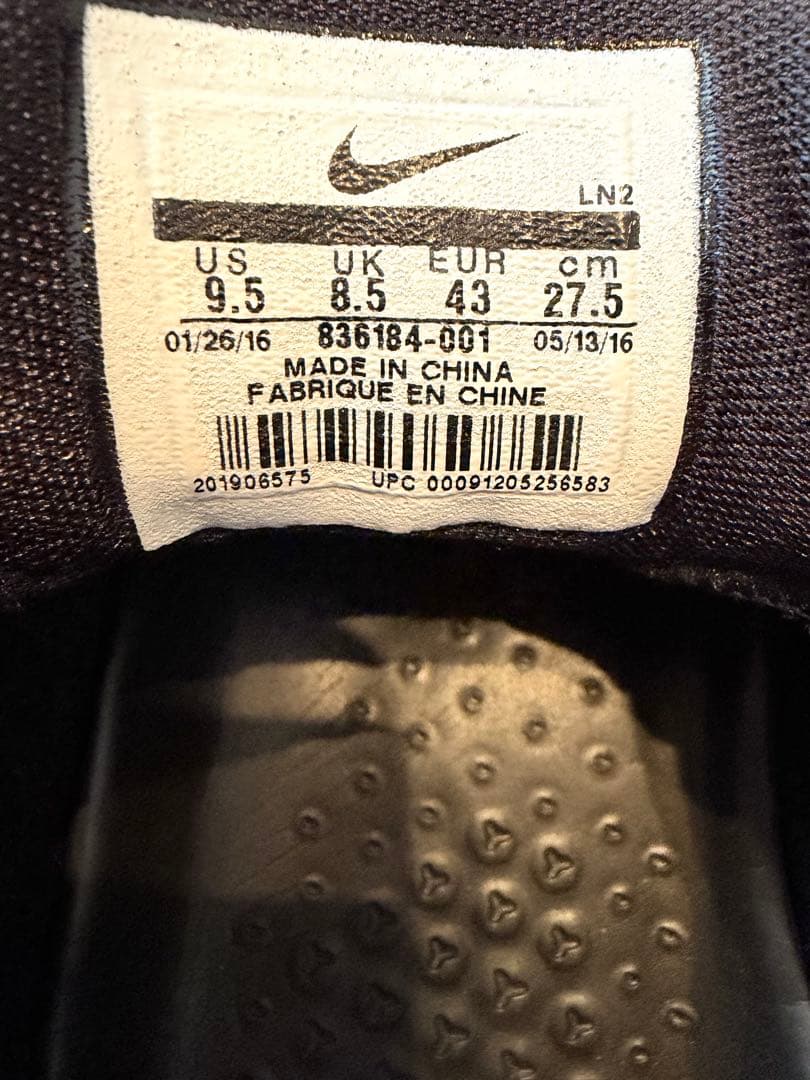 LN2
US UK EUR cm
9.5 8.5 43 27.5
01/26/16 836184-001 05/13/16
MADE IN CHINA
FABRIQUE EN CHINE
201906575 UPC 00091205256583